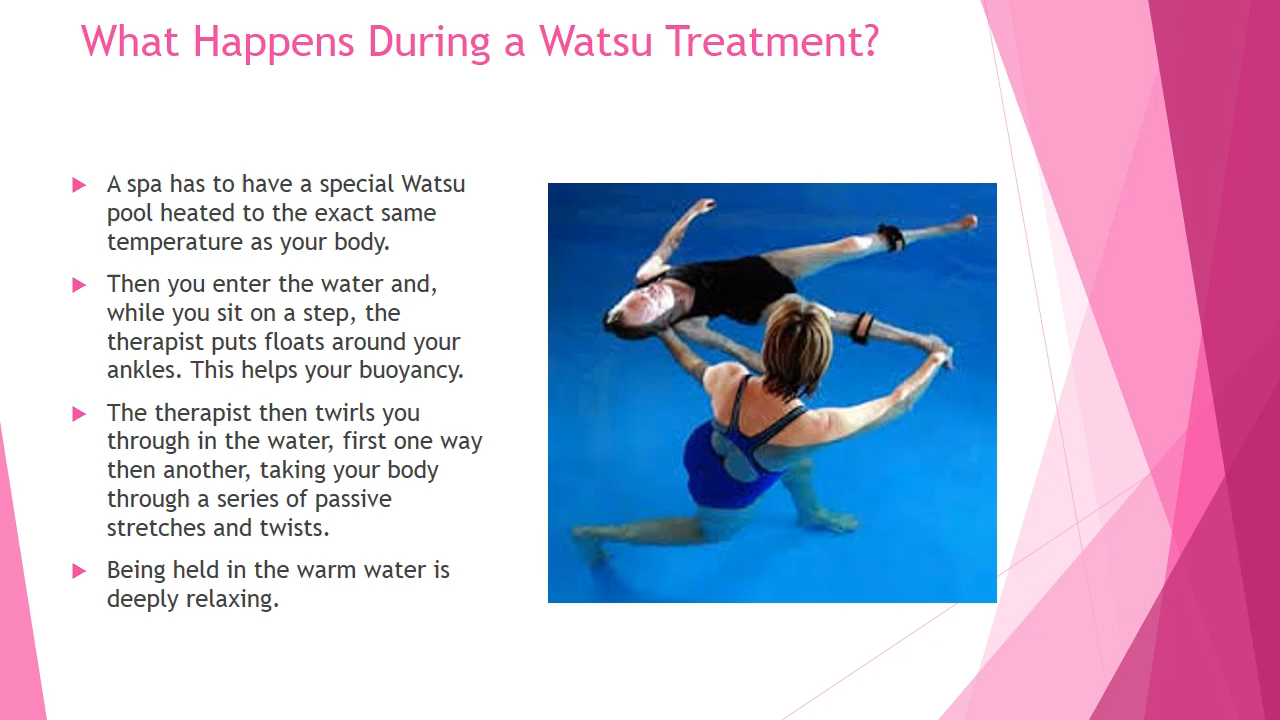 What Happens During a Watsu Treatment?
A spa has to have a special Watsu
pool heated to the exact same
temperature as your body.
Then you enter the water and,
while you sit on a step, the
therapist puts floats around your
ankles. This helps your buoyancy.
The therapist then twirls you
through in the water, first one way
then another, taking your body
through a series of passive
stretches and twists.
Being held in the warm water is
deeply relaxing.